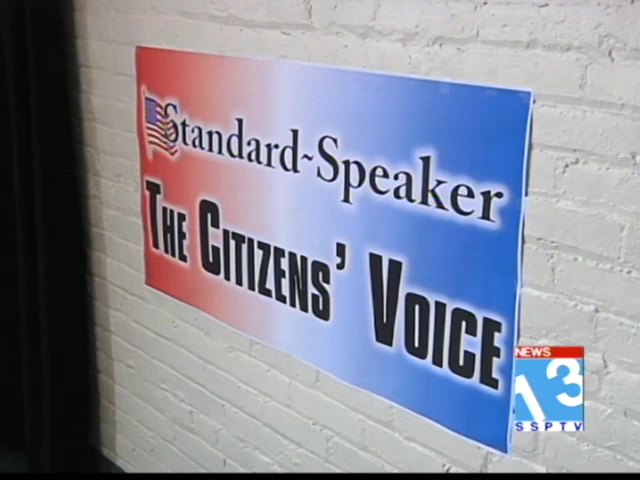 Standard~Speaker
THE CITIZENS' VOICE
NEWS
13
SSPTV